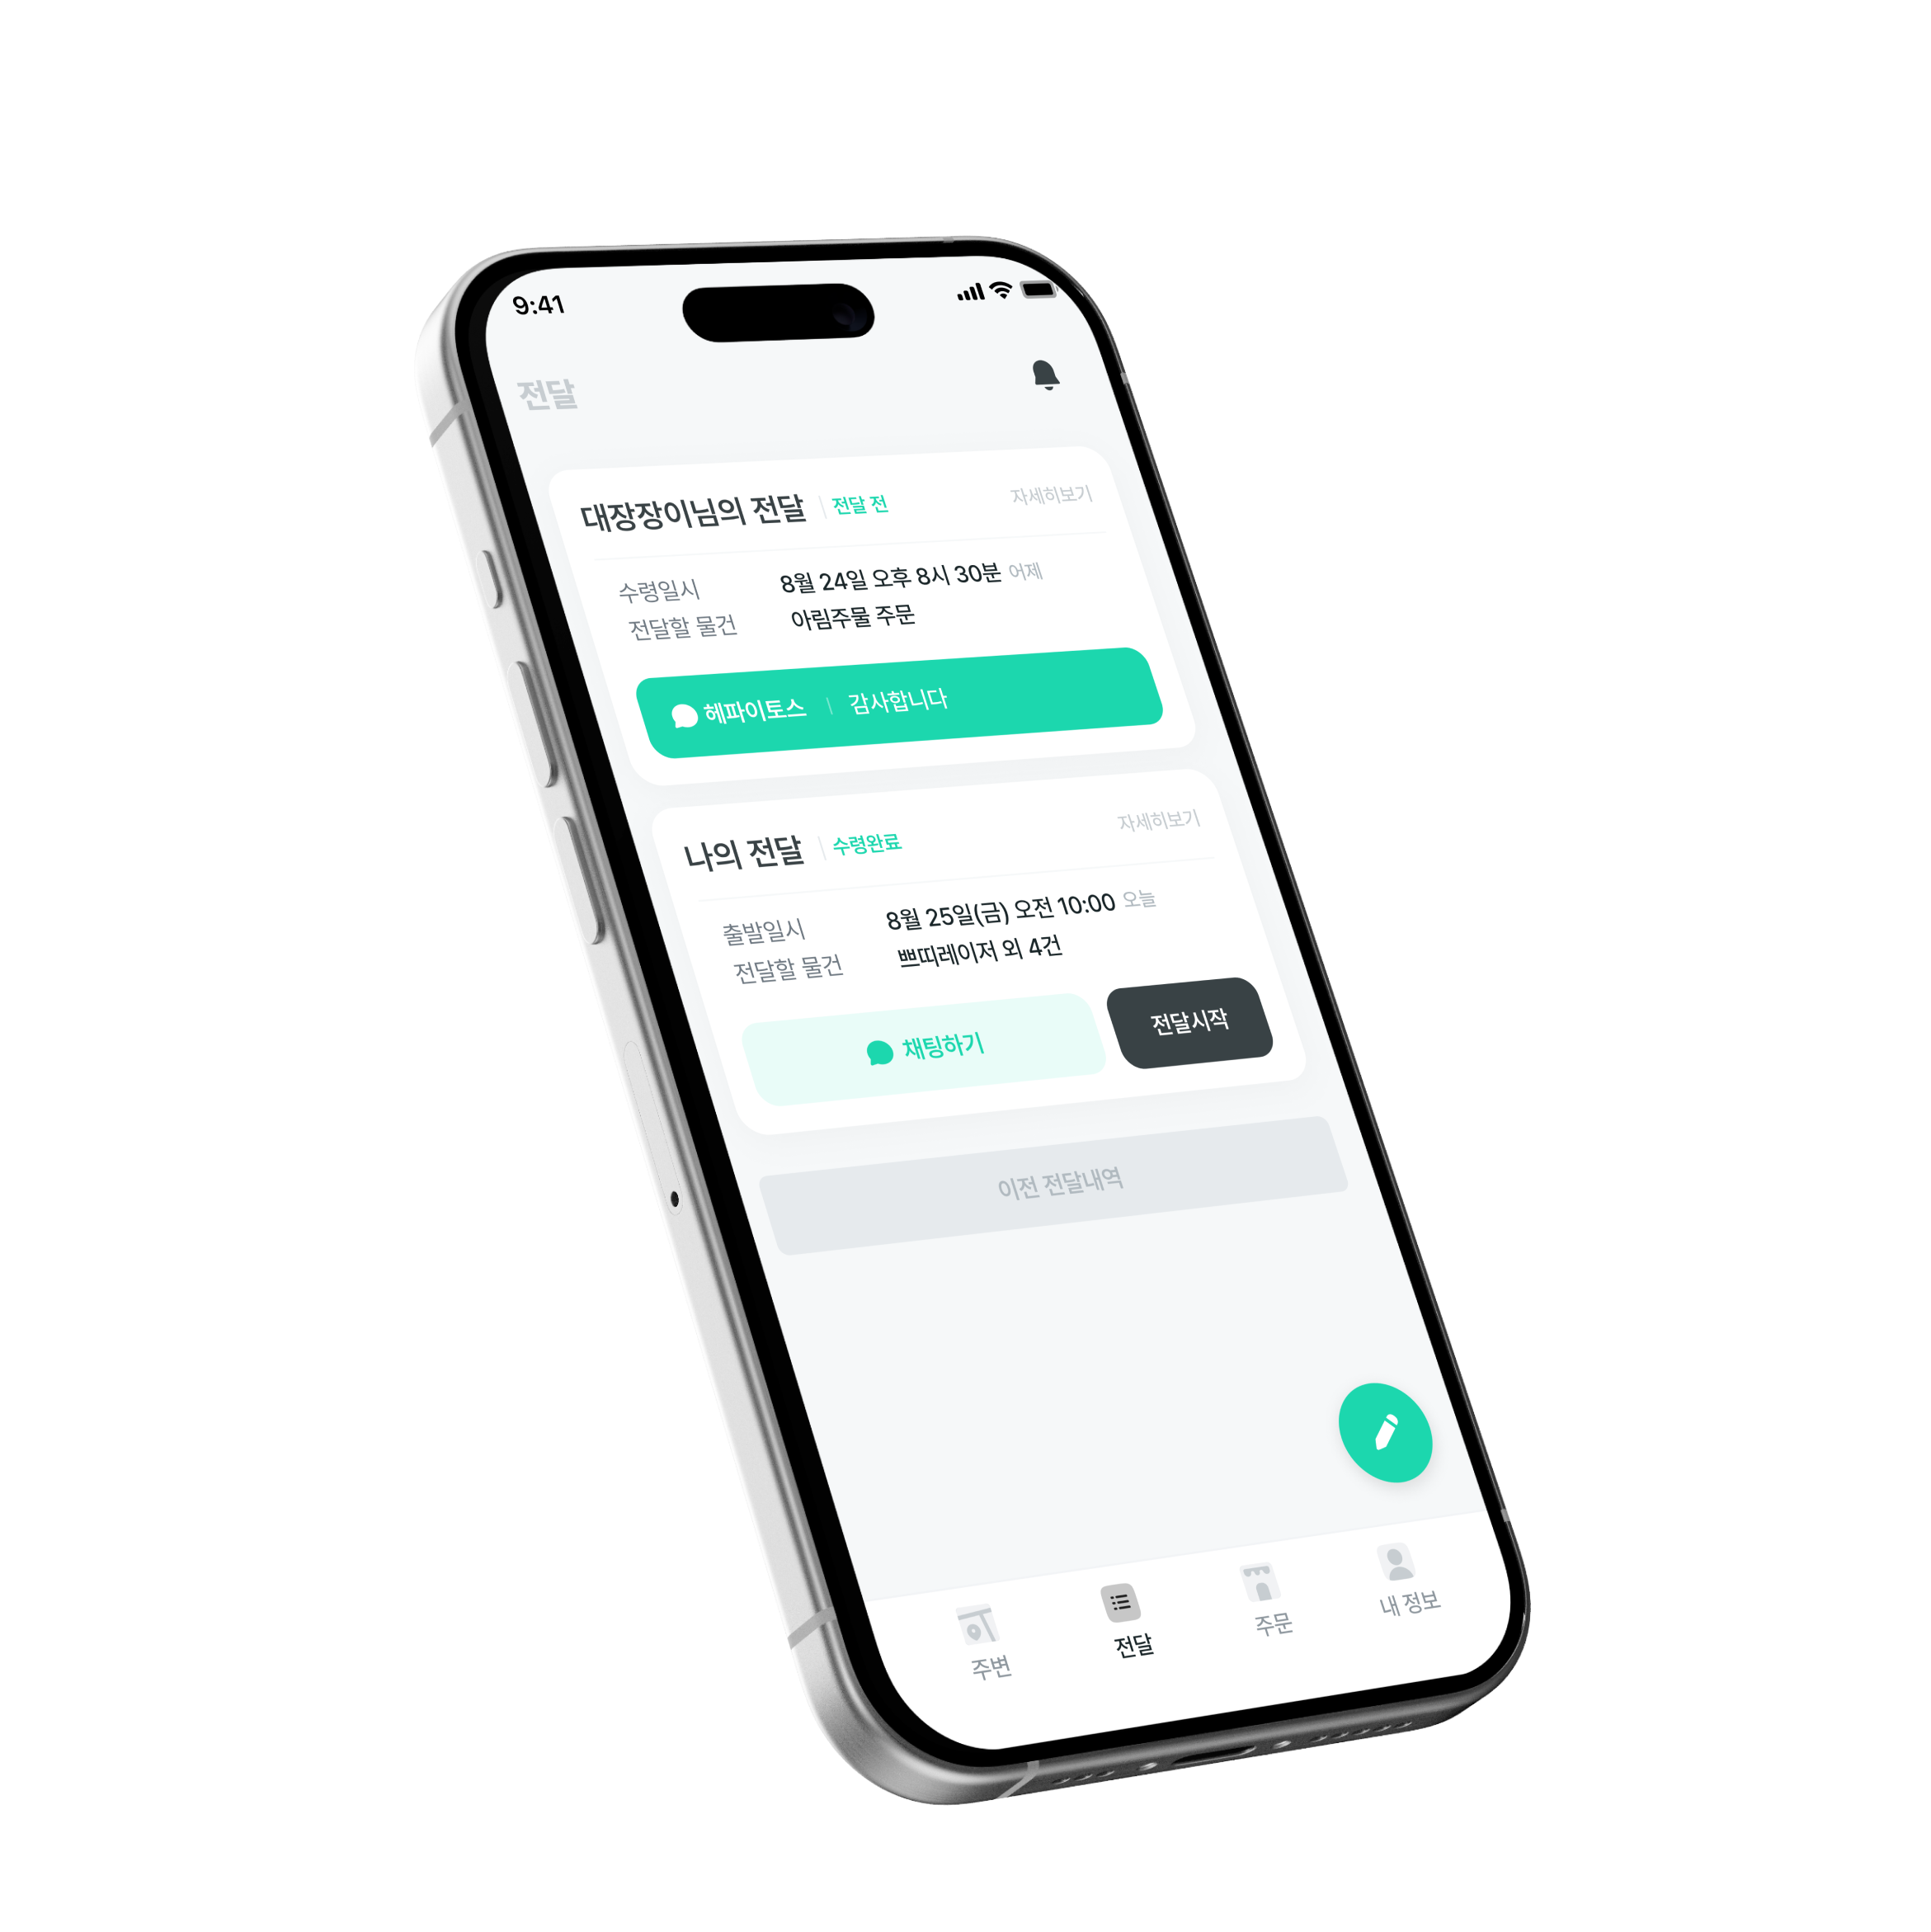 9:41
전달
대장장이님의 전달 전달 전 자세히보기
수령일시 8월 24일 오후 8시 30분 어제
전달할 물건 아림주물 주문
헤파이토스 감사합니다
나의 전달 수령완료 자세히보기
출발일시 8월 25일(금) 오전 10:00 오늘
전달할 물건 쁘띠레이저 외 4건
채팅하기 전달시작
이전 전달내역
주변 전달 주문 내 정보